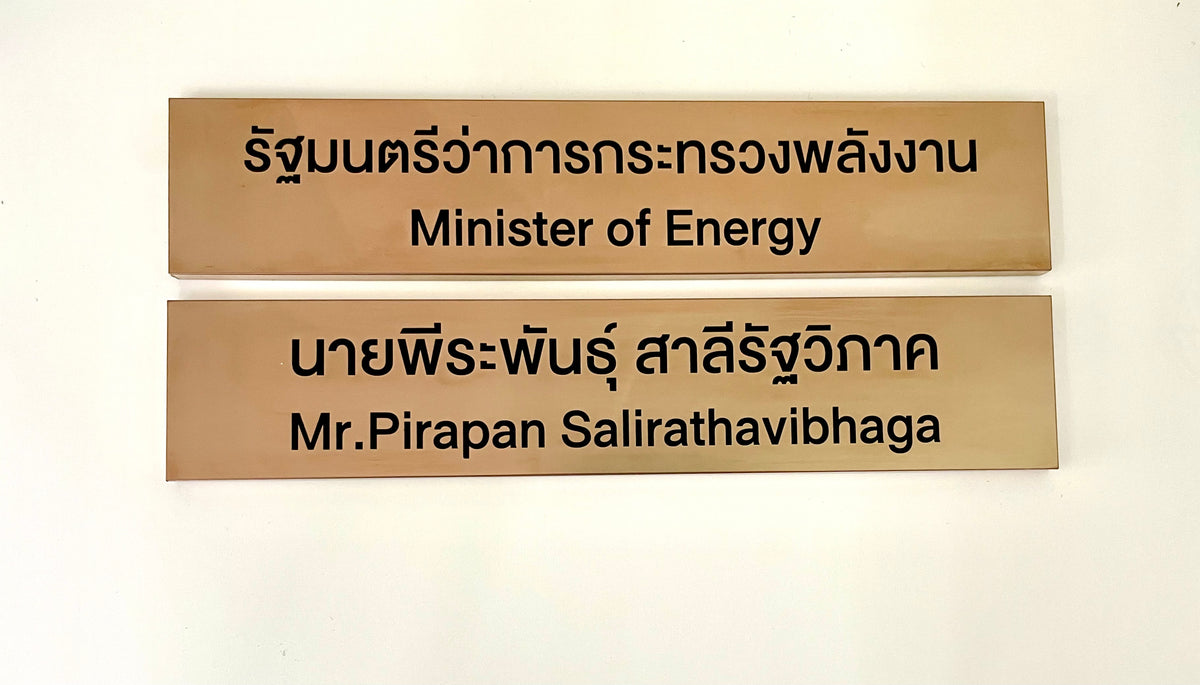 รัฐมนตรีว่าการกระทรวงพลังงาน
Minister of Energy
นายพีระพันธุ์ สาลีรัฐวิภาค
Mr.Pirapan Salirathavibhaga